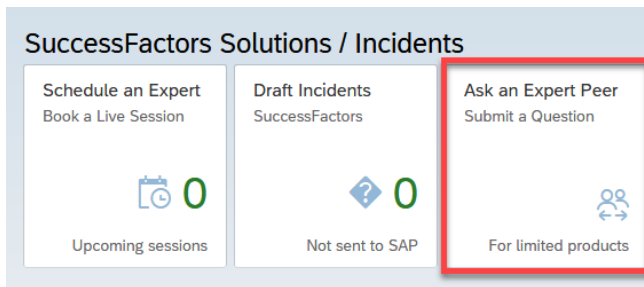 SuccessFactors Solutions / Incidents
Schedule an Expert
Book a Live Session
0
Upcoming sessions
Draft Incidents
SuccessFactors
?
0
Not sent to SAP
Ask an Expert Peer
Submit a Question
For limited products